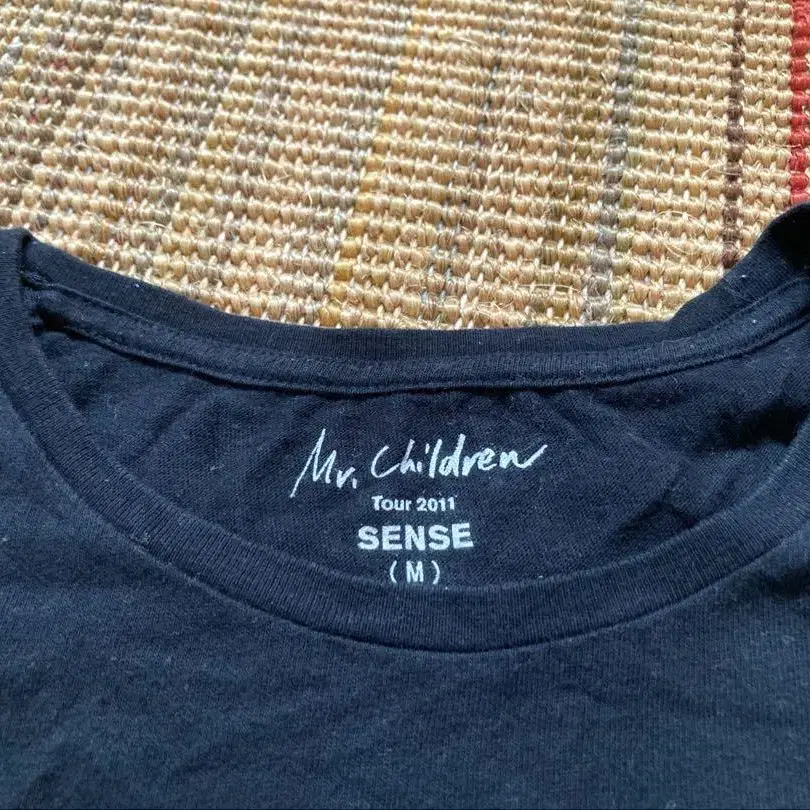 Mr. Children
Tour 2011
SENSE
(M)